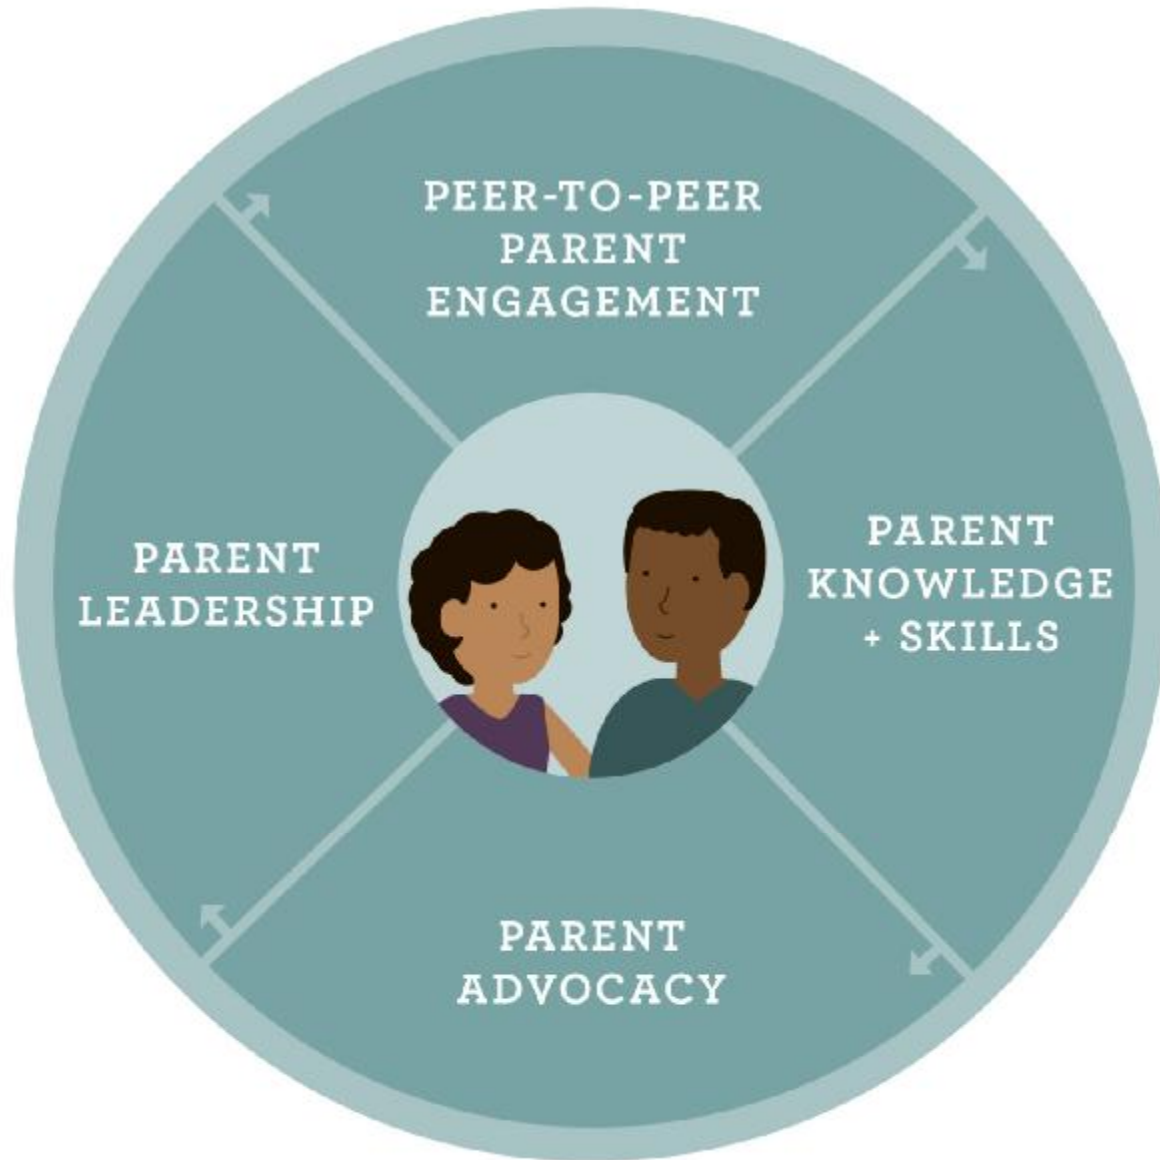 PEER-TO-PEER
PARENT
ENGAGEMENT
PARENT
KNOWLEDGE
+ SKILLS
PARENT
ADVOCACY
PARENT
LEADERSHIP